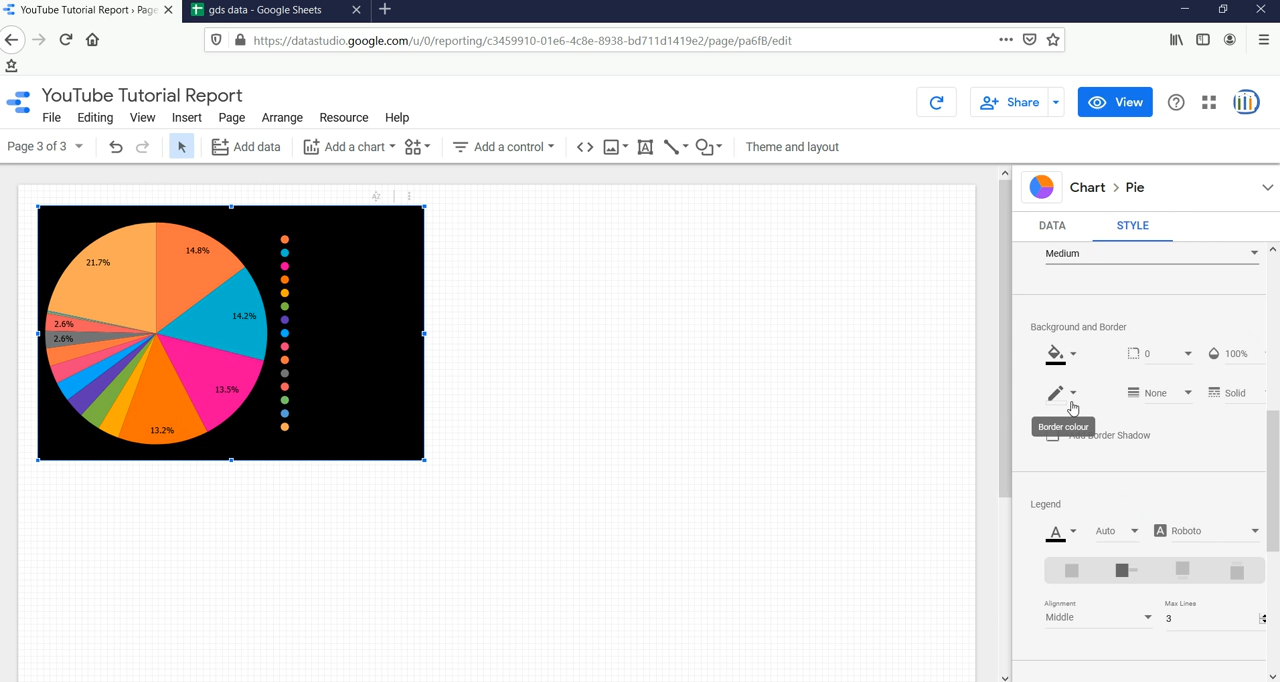 YouTube Tutorial Report › Page
gds data - Google Sheets
https://datastudio.google.com/u/0/reporting/c3459910-01e6-4c8e-8938-bd711d1419e2/page/pa6fB/edit
YouTube Tutorial Report
File Editing View Insert Page Arrange Resource Help
Share View
Page 3 of 3 Add data Add a chart Add a control Theme and layout
Chart > Pie
DATA STYLE
Medium
Background and Border
0 100%
None Solid
Border colour
Border Shadow
Legend
A Auto A Roboto
Alignment Max Lines
Middle 3
21.7%
14.8%
14.2%
2.6%
2.6%
13.5%
13.2%